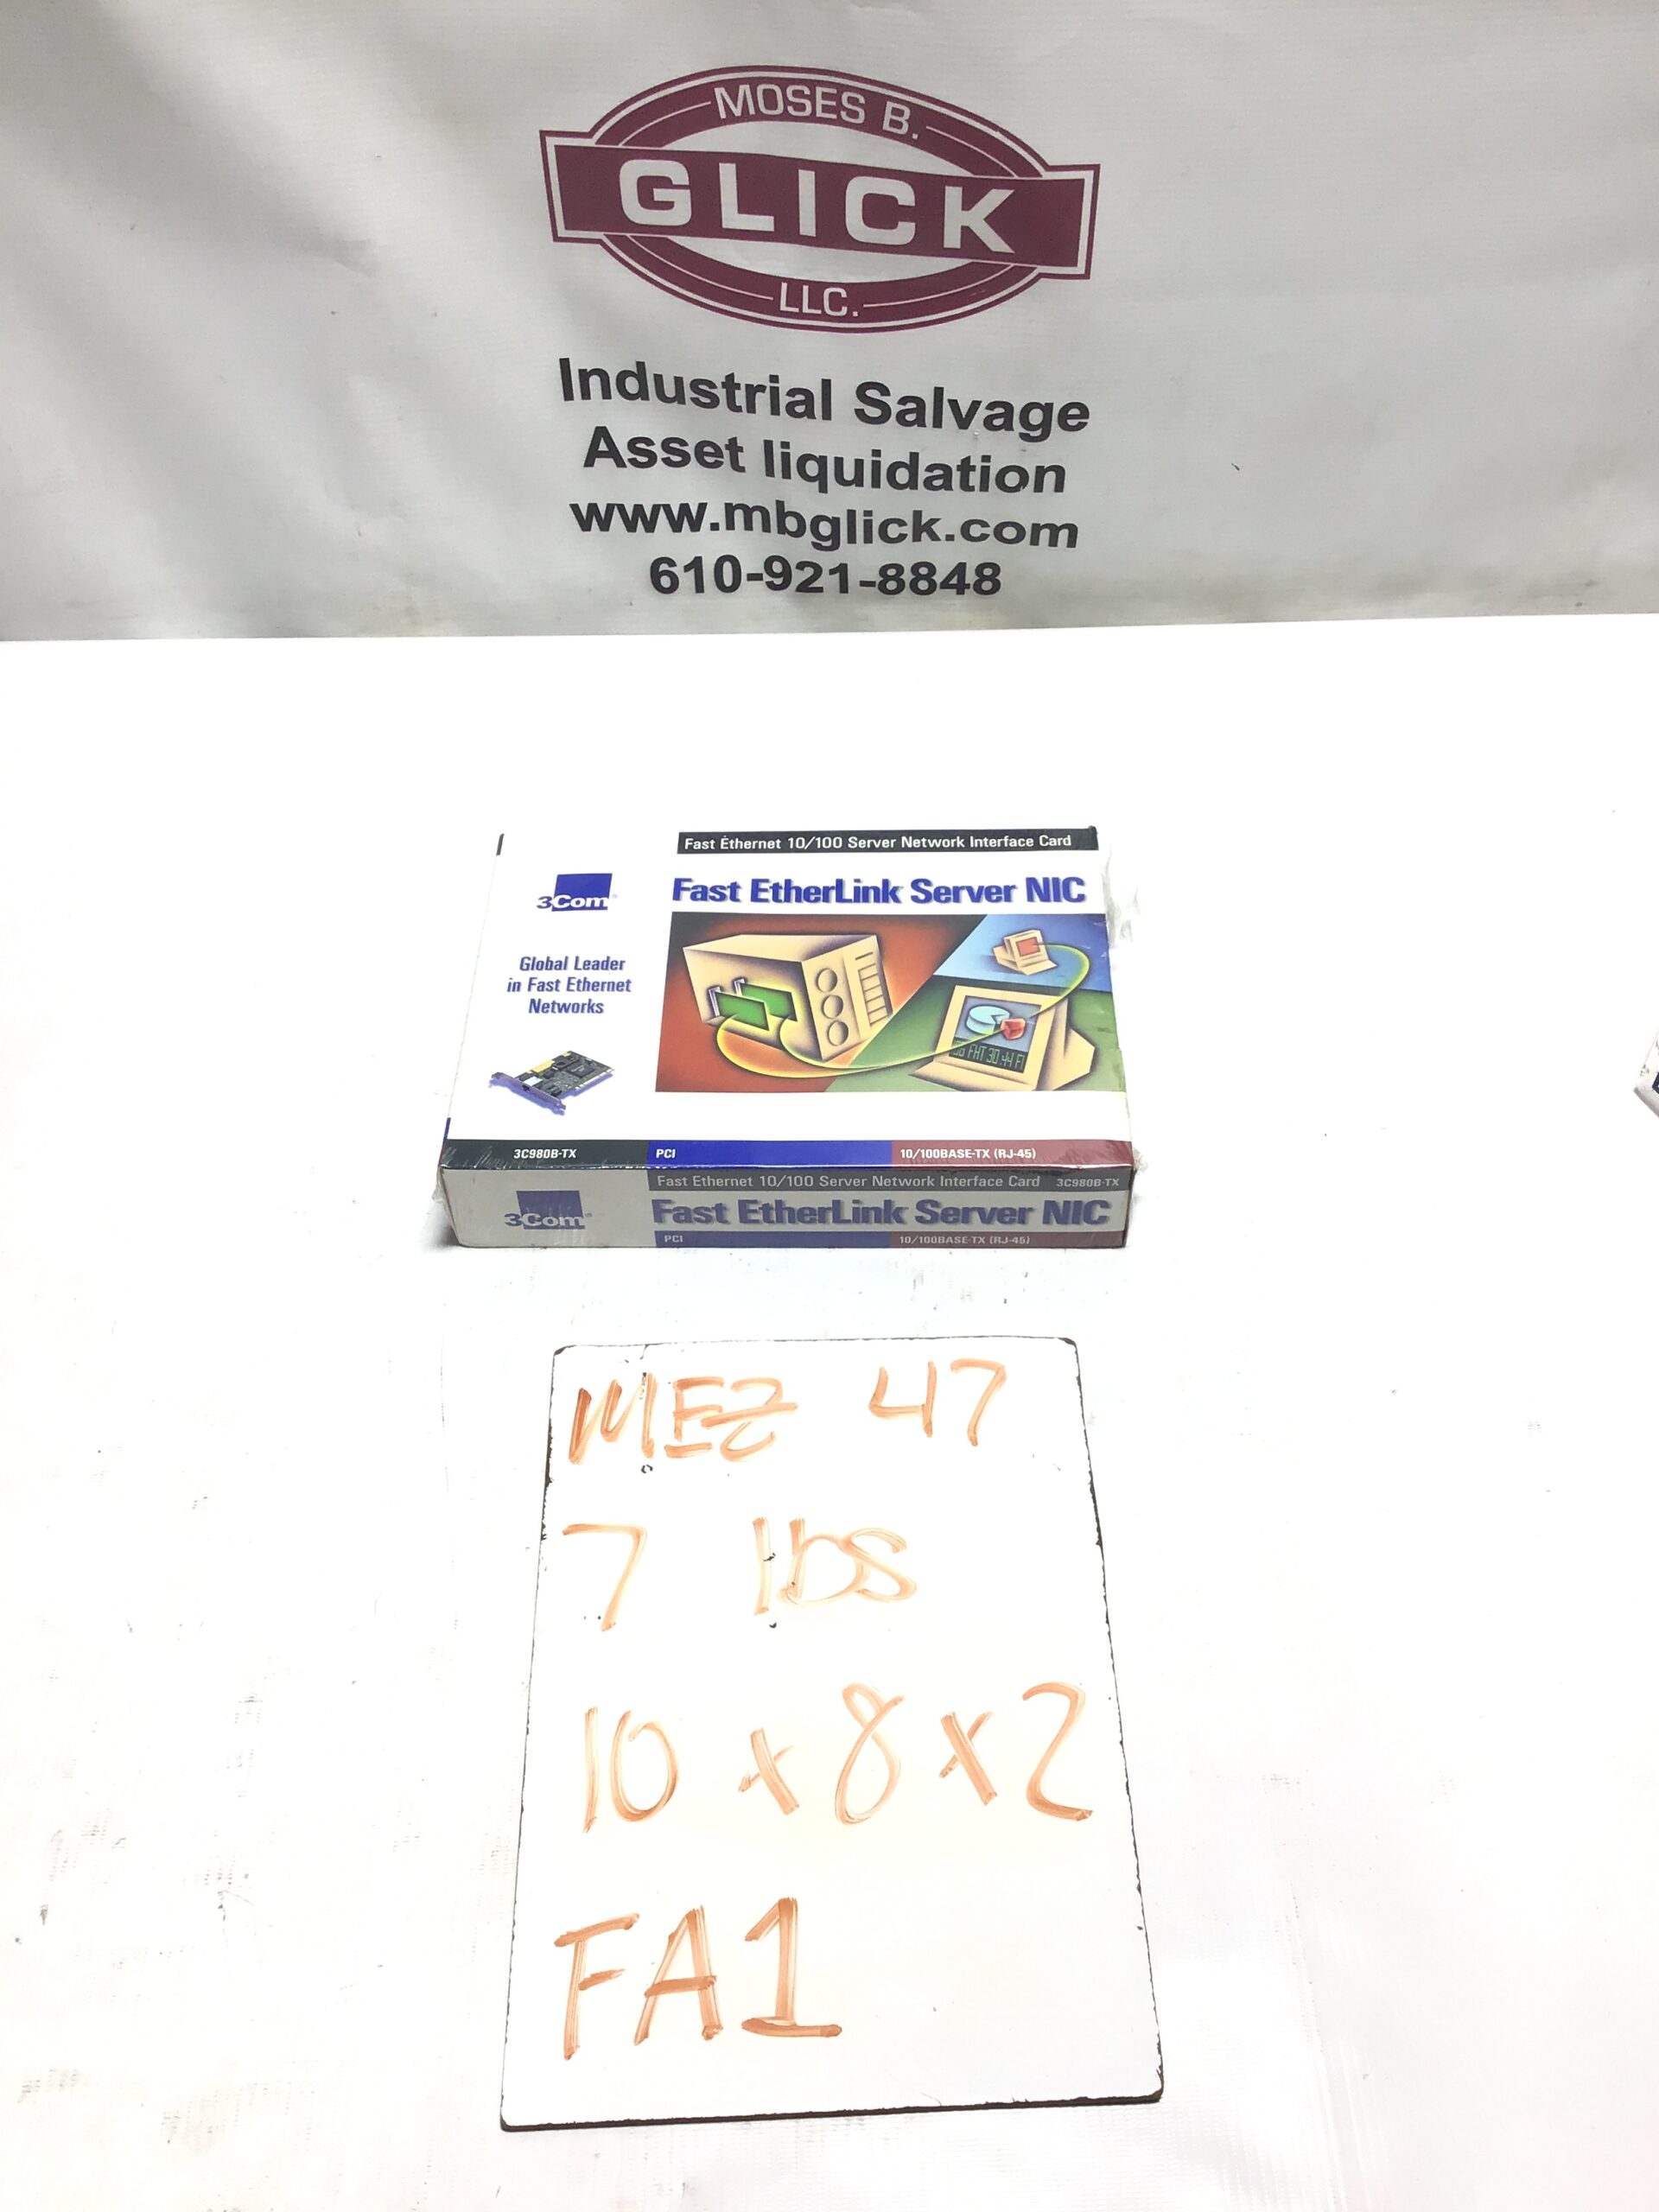 MOSES B.
GLICK
LLC.
Industrial Salvage
Asset liquidation
www.mbglick.com
610-921-8848
Fast Ethernet 10/100 Server Network Interface Card
3Com®
Fast EtherLink Server NIC
Global Leader
in Fast Ethernet
Networks
3C980B-TX PCI 10/100BASE-TX (RJ-45)
Fast Ethernet 10/100 Server Network Interface Card 3C980B-TX
3Com®
Fast EtherLink Server NIC
PCI 10/100BASE-TX (RJ-45)
MEZ 47
7 lbs
10 x 8 x 2
FA1